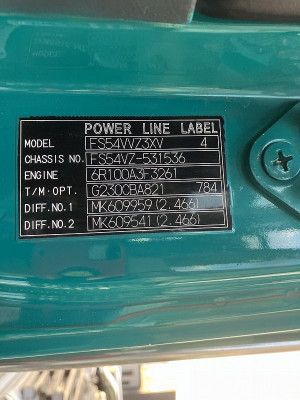 POWER LINE LABEL
MODEL FS54VVZ3XV 4
CHASSIS NO. FS54VZ-531536
ENGINE 6R10OA3F3261
T/M・OPT. G230CBA821 784
DIFF.NO.1 MK609959(2.466)
DIFF.NO.2 MK609541(2.466)